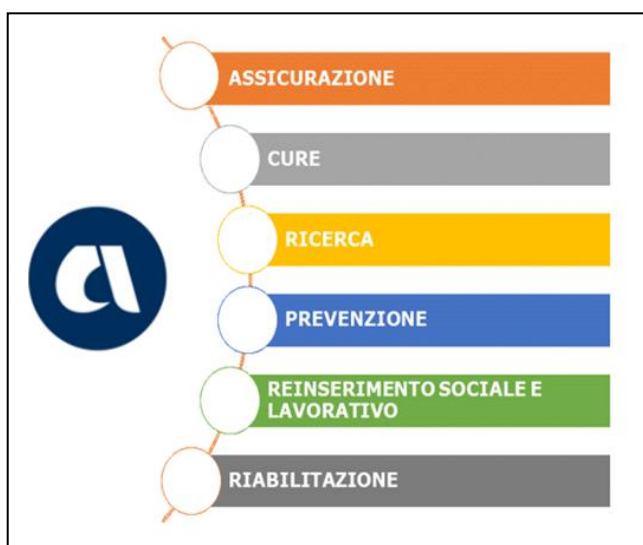 ASSICURAZIONE
CURE
RICERCA
PREVENZIONE
REINSERIMENTO SOCIALE E
LAVORATIVO
RIABILITAZIONE